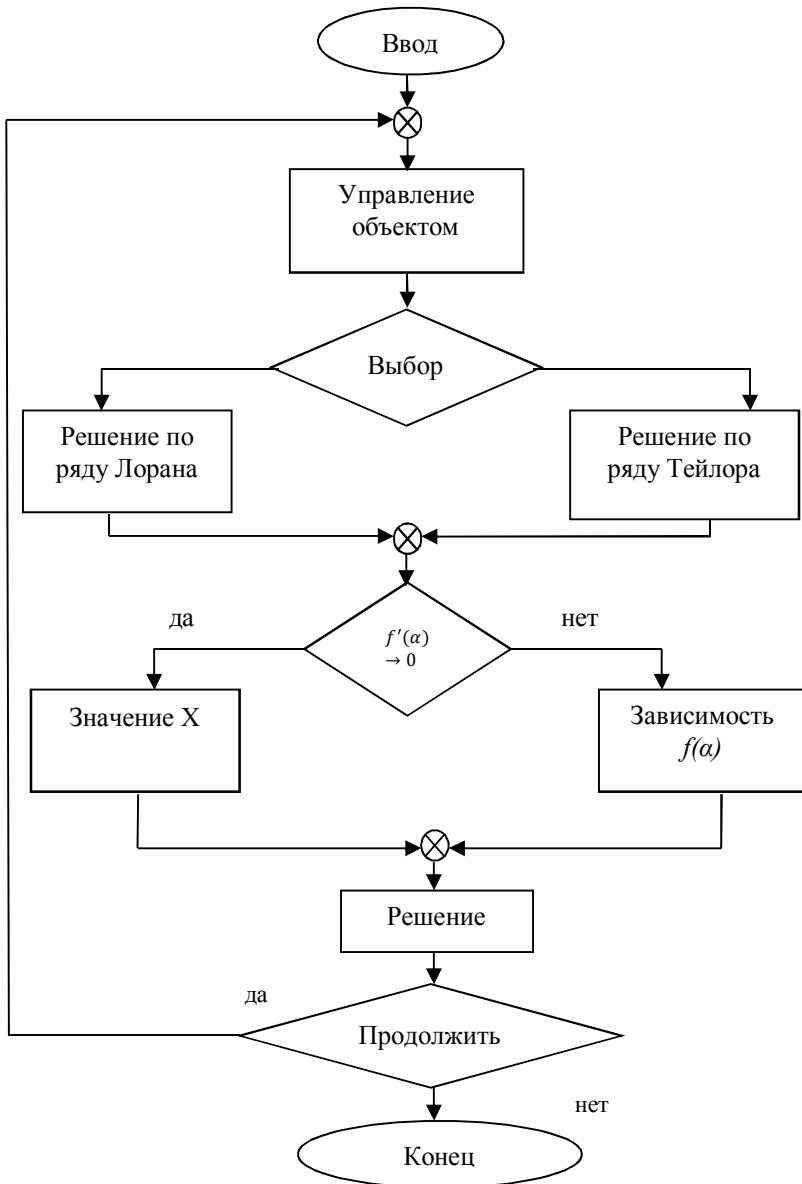 Ввод
Управление
объектом
Выбор
Решение по
ряду Лорана
Решение по
ряду Тейлора
да
нет
f′(α)
→ 0
Значение X
Зависимость
f(α)
Решение
да
Продолжить
нет
Конец